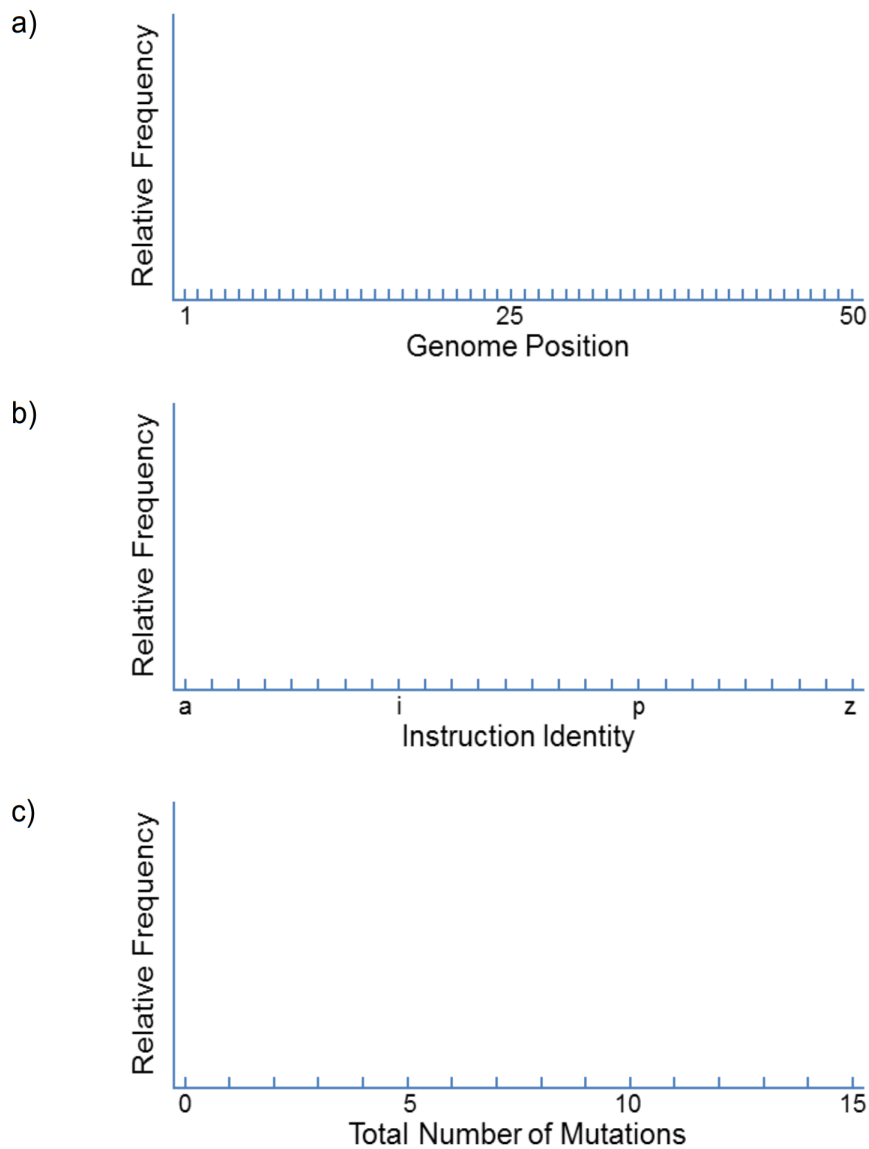 a)
Relative Frequency
1 25 50
Genome Position
b)
Relative Frequency
a i p z
Instruction Identity
c)
Relative Frequency
0 5 10 15
Total Number of Mutations